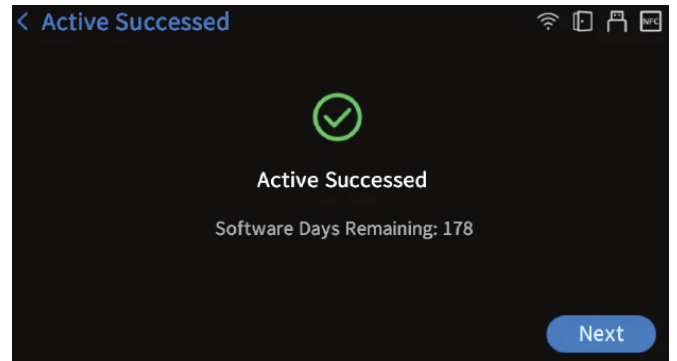 < Active Successed
NFC
Active Successed
Software Days Remaining: 178
Next